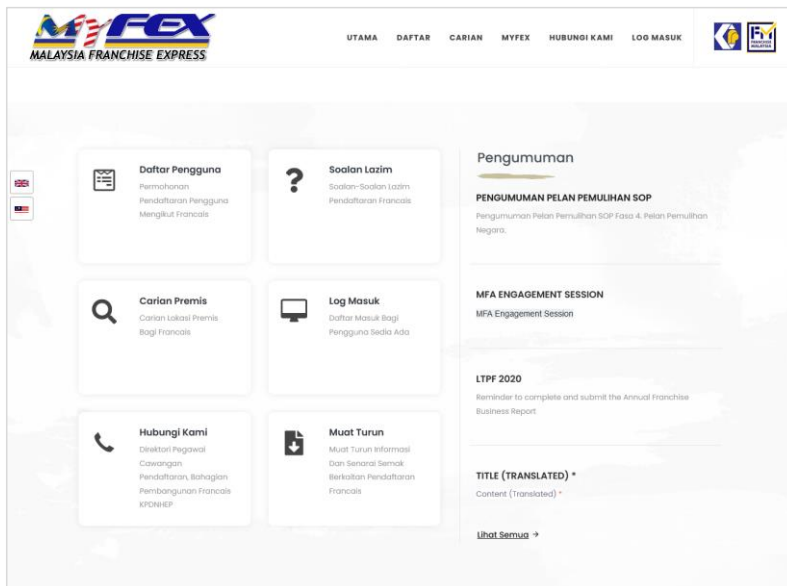 MyFEX
MALAYSIA FRANCHISE EXPRESS
UTAMA DAFTAR CARIAN MYFEX HUBUNGI KAMI LOG MASUK
FM
FRANCHISE
MALAYSIA
Daftar Pengguna
Permohonan
Pendaftaran Pengguna
Mengikut Francais
Soalan Lazim
Soalan-Soalan Lazim
Pendaftaran Francais
Carian Premis
Carian Lokasi Premis
Bagi Francais
Log Masuk
Daftar Masuk Bagi
Pengguna Sedia Ada
Hubungi Kami
Direktori Pegawai
Cawangan
Pendaftaran, Bahagian
Pembangunan Francais
KPDNHEP
Muat Turun
Muat Turun Informasi
Dan Senarai Semak
Berkaitan Pendaftaran
Francais
Pengumuman
PENGUMUMAN PELAN PEMULIHAN SOP
Pengumuman Pelan Pemulihan SOP Fasa 4. Pelan Pemulihan
Negara,
MFA ENGAGEMENT SESSION
MFA Engagement Session
LTPF 2020
Reminder to complete and submit the Annual Franchise
Business Report
TITLE (TRANSLATED) *
Content (Translated) *
Lihat Semua →